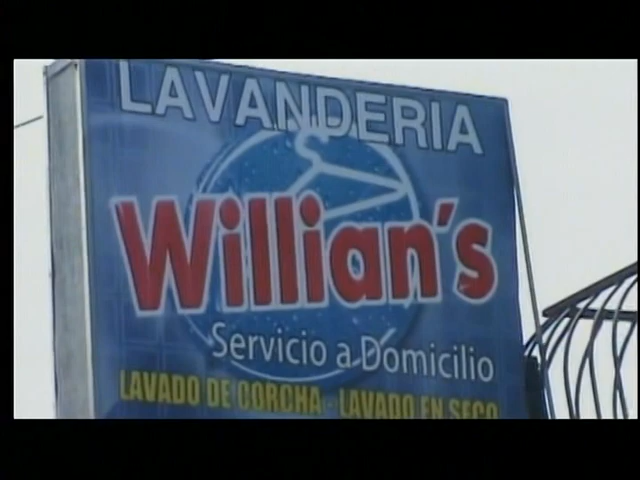 LAVANDERIA
Willian's
Servicio a Domicilio
LAVADO DE CORCHA - LAVADO EN SECO